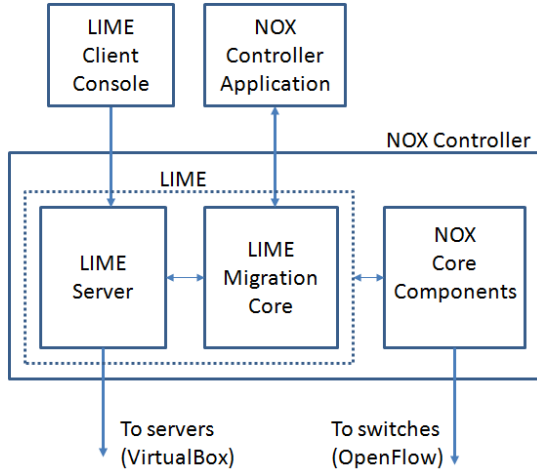 LIME
Client
Console
NOX
Controller
Application
NOX Controller
LIME
LIME
Server
LIME
Migration
Core
NOX
Core
Components
To servers
(VirtualBox)
To switches
(OpenFlow)